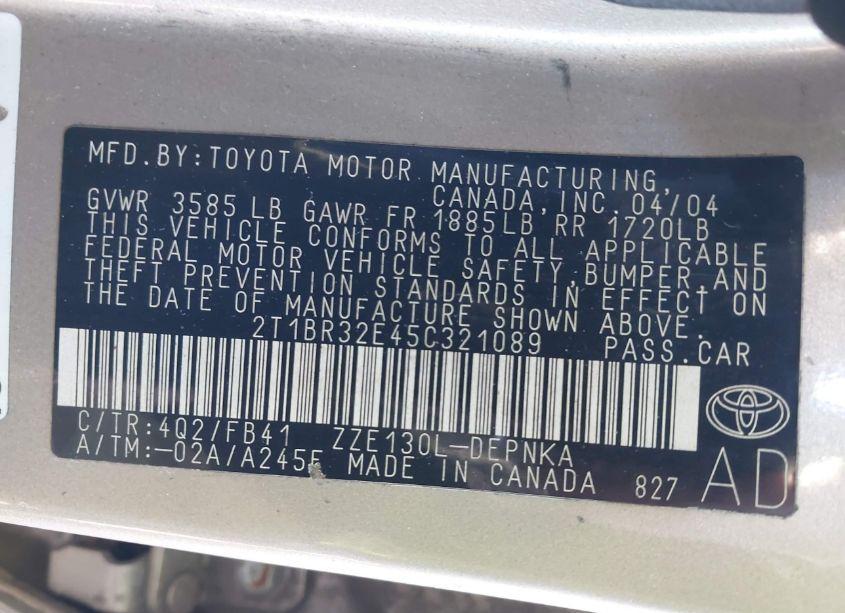 MFD.BY:TOYOTA MOTOR MANUFACTURING,
CANADA,INC.04/04
GVWR 3585 LB GAWR FR 1885LB RR 1720LB
THIS VEHICLE CONFORMS TO ALL APPLICABLE
FEDERAL MOTOR VEHICLE SAFETY,BUMPER,AND
THEFT PREVENTION STANDARDS IN EFFECT ON
THE DATE OF MANUFACTURE SHOWN ABOVE.
2T1BR32E45C321089 PASS.CAR
C/TR:4Q2/FB41 ZZE130L-DEPNKA
A/TM:-02A/A245E MADE IN CANADA 827 AD